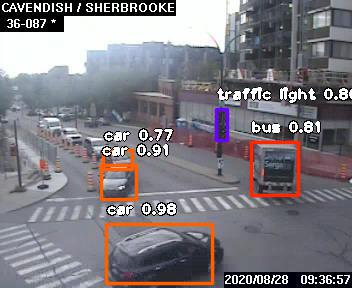 CAVENDISH / SHERBROOKE
36-087 *
traffic light 0.80
bus 0.81
car 0.77
car 0.91
car 0.98
2020/08/28 09:36:57